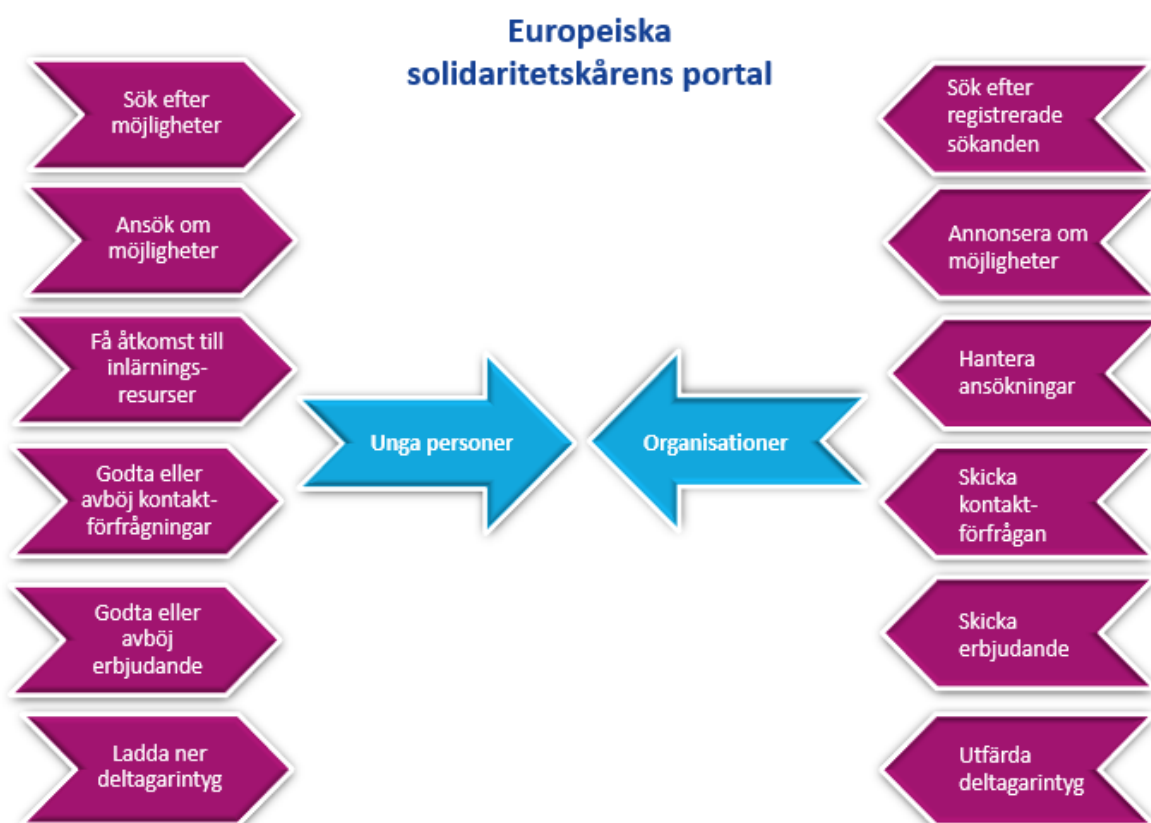 Europeiska
solidaritetskårens portal
Sök efter
möjligheter
Ansök om
möjligheter
Få åtkomst till
inlärnings-
resurser
Godta eller
avböj kontakt-
förfrågningar
Godta eller
avböj
erbjudande
Ladda ner
deltagarintyg
Unga personer
Organisationer
Sök efter
registrerade
sökanden
Annonsera om
möjligheter
Hantera
ansökningar
Skicka
kontakt-
förfrågan
Skicka
erbjudande
Utfärda
deltagarintyg